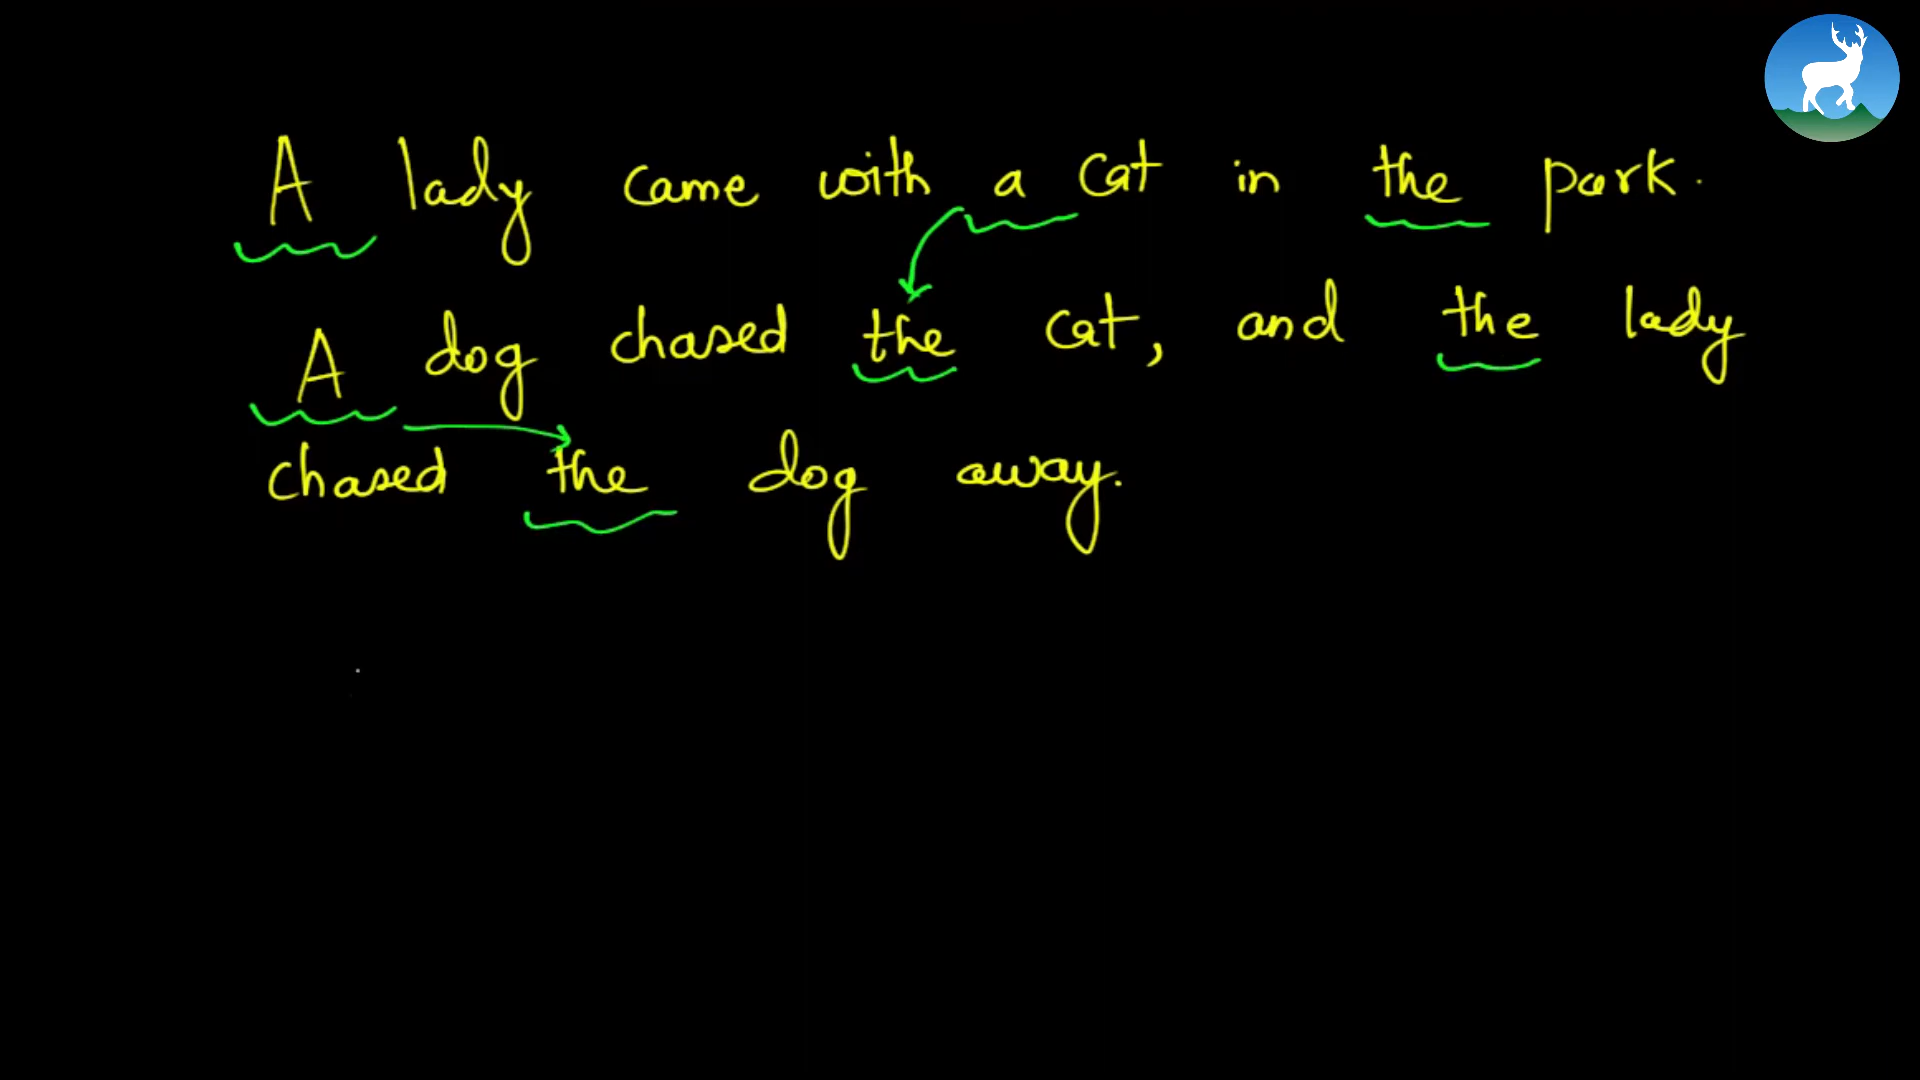 A lady came with a cat in the park.
A dog chased the cat, and the lady
chased the dog away.